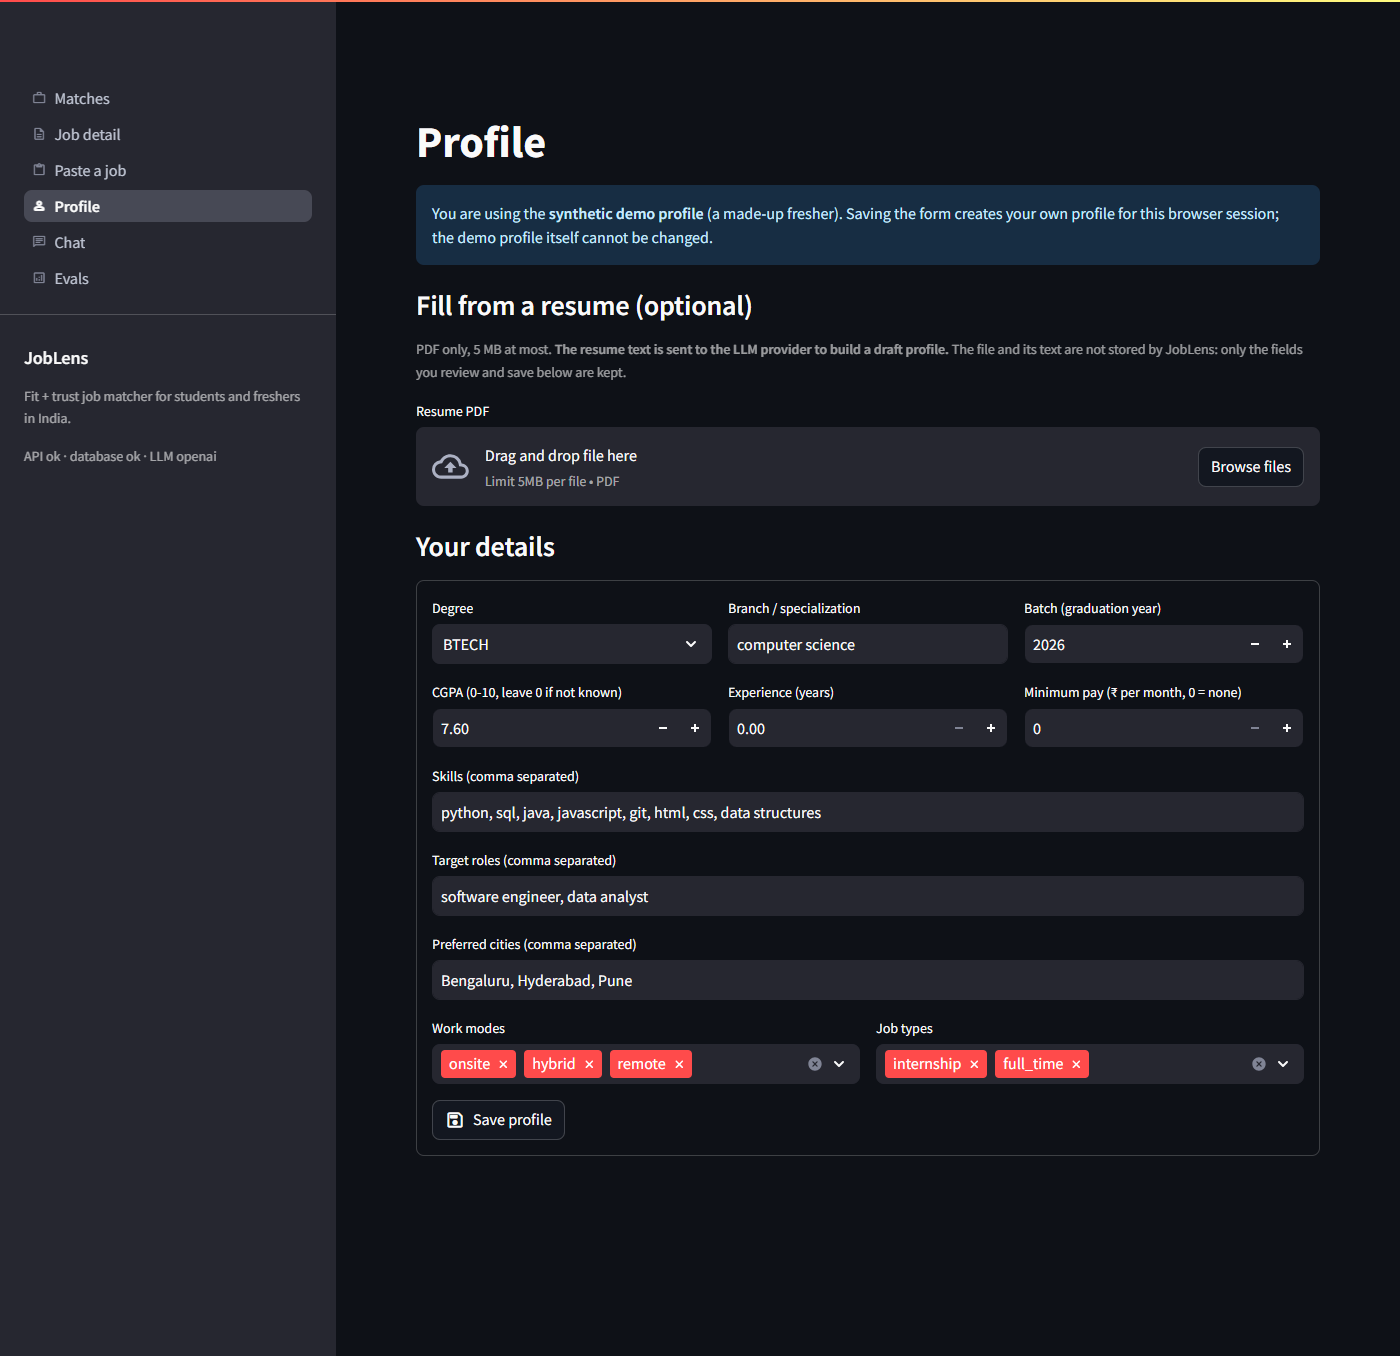 Matches
Job detail
Paste a job
Profile
Chat
Evals
JobLens
Fit + trust job matcher for students and freshers
in India.
API ok · database ok · LLM openai
Profile
You are using the synthetic demo profile (a made-up fresher). Saving the form creates your own profile for this browser session;
the demo profile itself cannot be changed.
Fill from a resume (optional)
PDF only, 5 MB at most. The resume text is sent to the LLM provider to build a draft profile. The file and its text are not stored by JobLens: only the fields
you review and save below are kept.
Resume PDF
Drag and drop file here
Limit 5MB per file • PDF
Browse files
Your details
Degree
BTECH
Branch / specialization
computer science
Batch (graduation year)
2026
CGPA (0-10, leave 0 if not known)
7.60
Experience (years)
0.00
Minimum pay (₹ per month, 0 = none)
0
Skills (comma separated)
python, sql, java, javascript, git, html, css, data structures
Target roles (comma separated)
software engineer, data analyst
Preferred cities (comma separated)
Bengaluru, Hyderabad, Pune
Work modes
onsite hybrid remote
Job types
internship full_time
Save profile